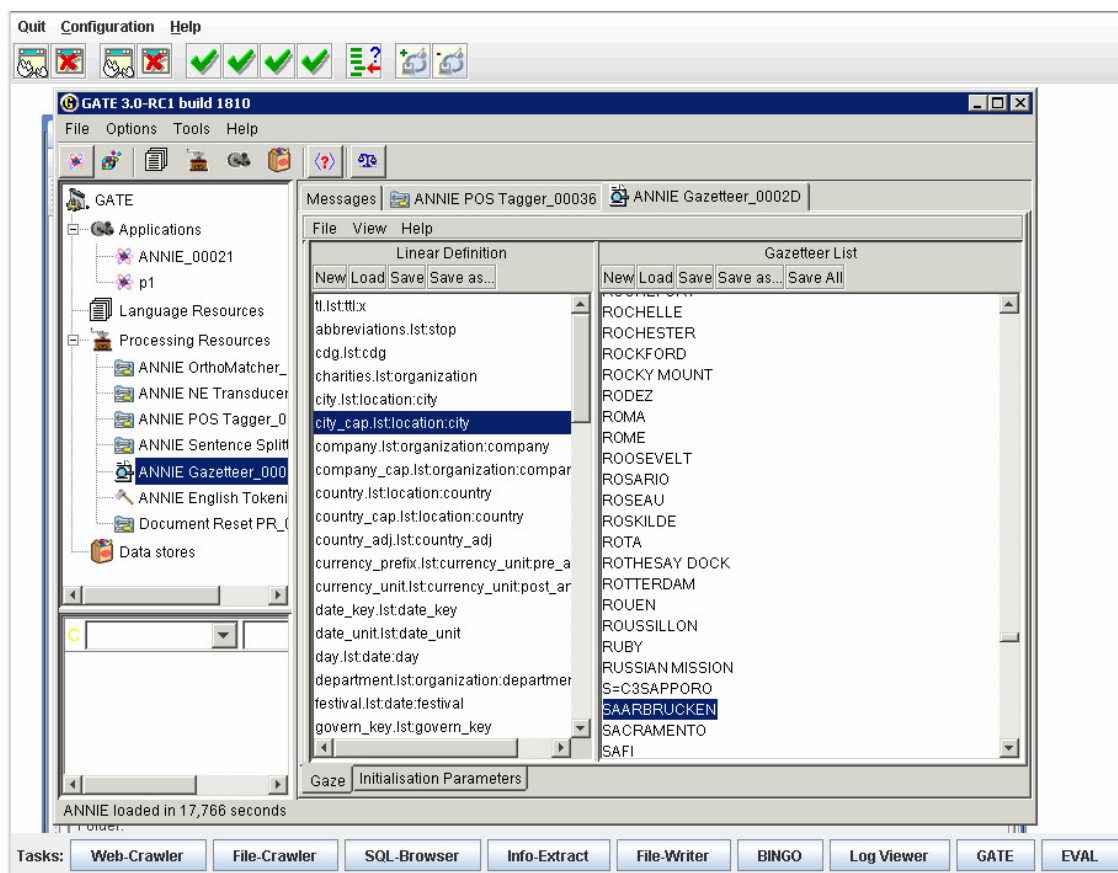 Quit Configuration Help
GATE 3.0-RC1 build 1810
File Options Tools Help
GATE
Applications
ANNIE_00021
p1
Language Resources
Processing Resources
ANNIE OrthoMatcher_
ANNIE NE Transducer
ANNIE POS Tagger_0
ANNIE Sentence Splitt
ANNIE Gazetteer_000
ANNIE English Tokeni
Document Reset PR_0
Data stores
C
Messages ANNIE POS Tagger_00036 ANNIE Gazetteer_0002D
File View Help
Linear Definition
New Load Save Save as...
tl.lst:ttl:x
abbreviations.lst:stop
cdg.lst:cdg
charities.lst:organization
city.lst:location:city
city_cap.lst:location:city
company.lst:organization:company
company_cap.lst:organization:compar
country.lst:location:country
country_cap.lst:location:country
country_adj.lst:country_adj
currency_prefix.lst:currency_unit:pre_a
currency_unit.lst:currency_unit:post_ar
date_key.lst:date_key
date_unit.lst:date_unit
day.lst:date:day
department.lst:organization:departmer
festival.lst:date:festival
govern_key.lst:govern_key
Gazetteer List
New Load Save Save as... Save All
ROCHEFORT
ROCHELLE
ROCHESTER
ROCKFORD
ROCKY MOUNT
RODEZ
ROMA
ROME
ROOSEVELT
ROSARIO
ROSEAU
ROSKILDE
ROTA
ROTHESAY DOCK
ROTTERDAM
ROUEN
ROUSSILLON
RUBY
RUSSIAN MISSION
S=C3SAPPORO
SAARBRUCKEN
SACRAMENTO
SAFI
Gaze Initialisation Parameters
ANNIE loaded in 17,766 seconds
Folder:
Tasks: Web-Crawler File-Crawler SQL-Browser Info-Extract File-Writer BINGO Log Viewer GATE EVAL